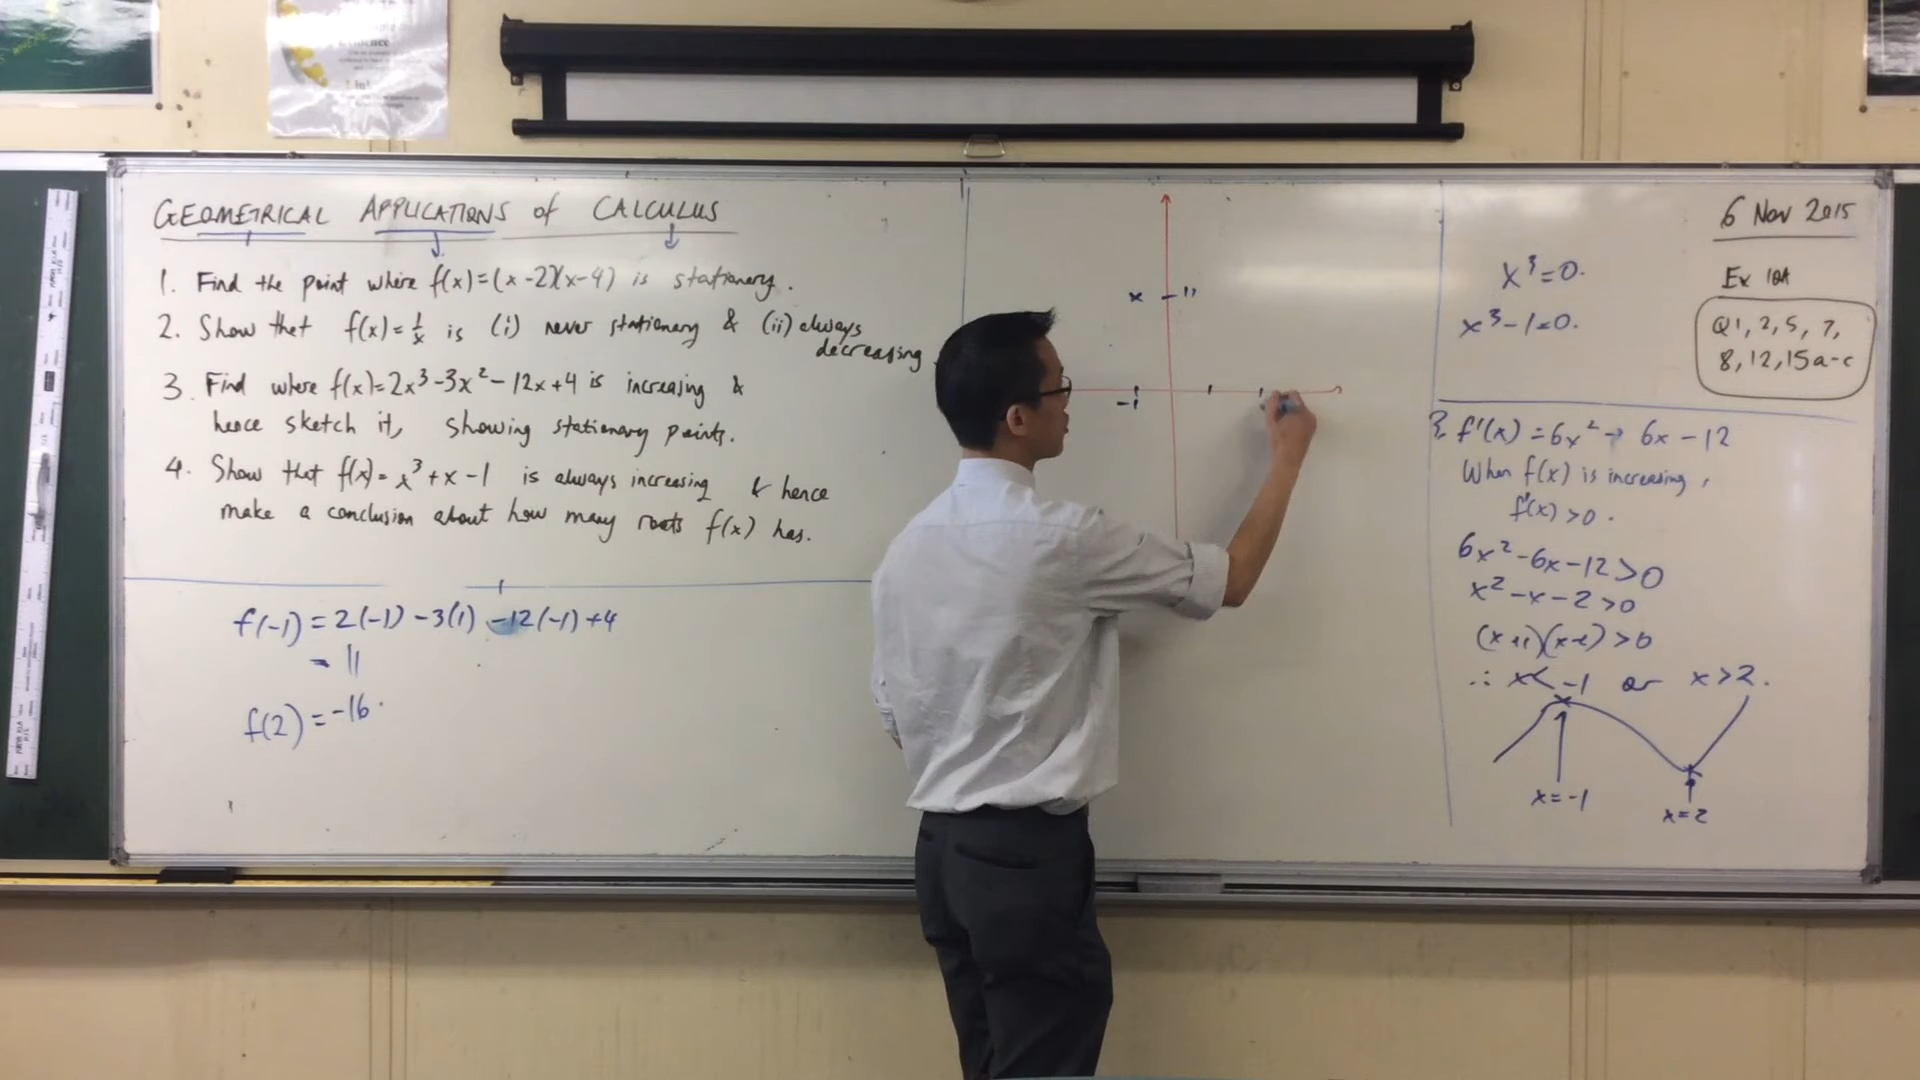 GEOMETRICAL APPLICATIONS of CALCULUS
1. Find the point where f(x)=(x-2)(x-4) is stationary.
2. Show that f(x)=1/x is (i) never stationary & (ii) always decreasing
3. Find where f(x)=2x³-3x²-12x+4 is increasing &
hence sketch it, showing stationary points.
4. Show that f(x)=x³+x-1 is always increasing & hence
make a conclusion about how many roots f(x) has.
f(-1)=2(-1)-3(1)-12(-1)+4
=11
f(2)=-16.
x 11
-1
x³=0.
x³-1=0.
6 Nov 2015
Ex 10A
Q1, 2, 5, 7,
8, 12, 15a-c
3. f'(x)=6x²-6x-12
When f(x) is increasing,
f'(x)>0.
6x²-6x-12>0
x²-x-2>0
(x+1)(x-2)>0
∴ x<-1 or x>2.
x=-1
x=2